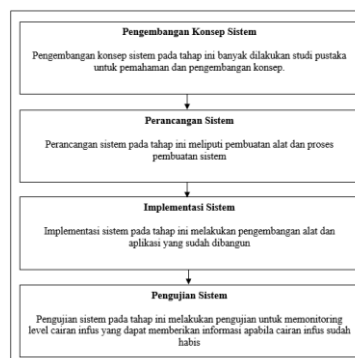 Pengembangan Konsep Sistem
Pengembangan konsep sistem pada tahap ini banyak dilakukan studi pustaka
untuk pemahaman dan pengembangan konsep.
Perancangan Sistem
Perancangan sistem pada tahap ini meliputi pembuatan alat dan proses
pembuatan sistem
Implementasi Sistem
Implementasi sistem pada tahap ini melakukan pengembangan alat dan
aplikasi yang sudah dibangun
Pengujian Sistem
Pengujian sistem pada tahap ini melakukan pengujian untuk memonitoring
level cairan infus yang dapat memberikan informasi apabila cairan infus sudah
habis